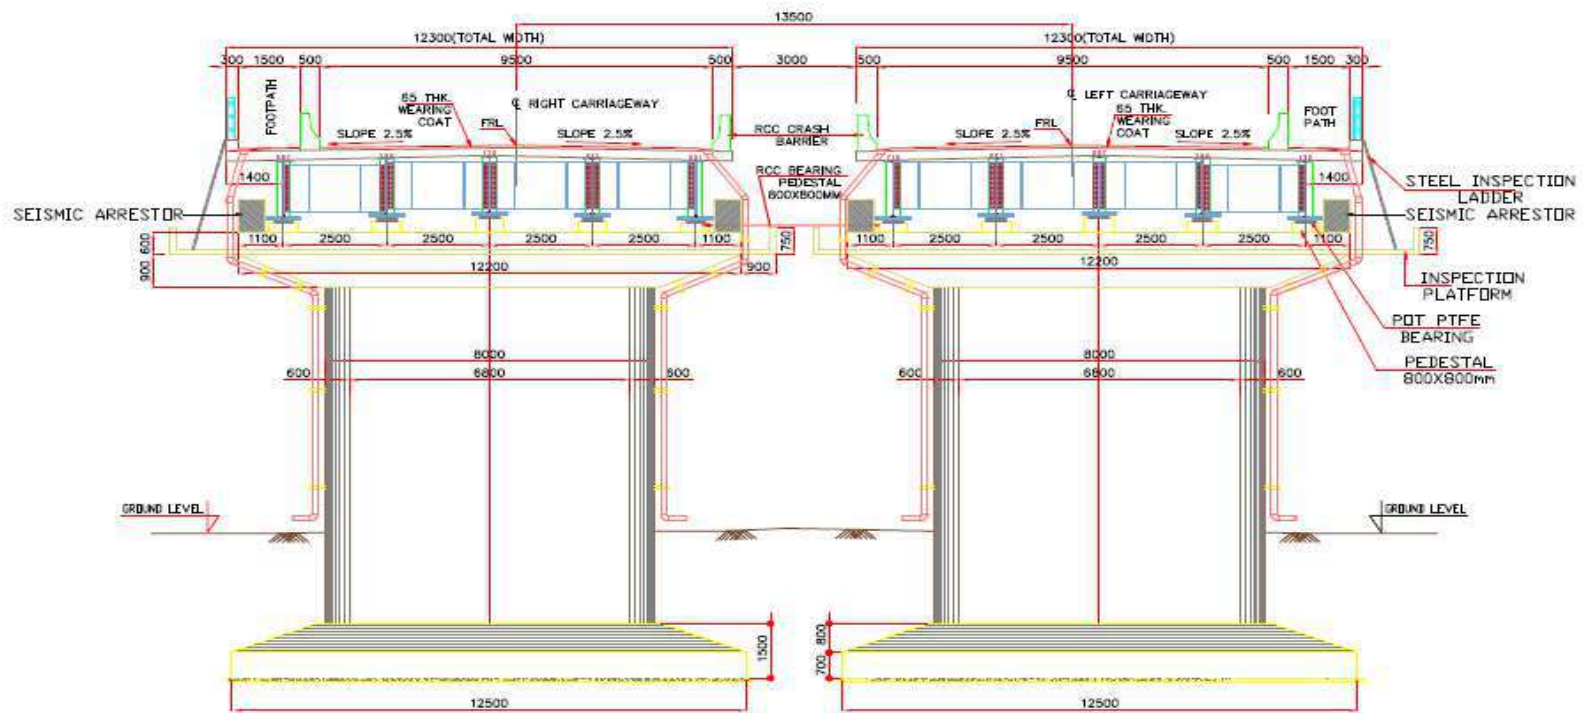 13500
12300(TOTAL WIDTH)
12300(TOTAL WIDTH)
300 1500 500 9500 500 3000 500 9500 500 1500 300
FOOTPATH
65 THK.
WEARING
COAT
℄ RIGHT CARRIAGEWAY
FRL
SLOPE 2.5%
SLOPE 2.5%
RCC CRASH
BARRIER
℄ LEFT CARRIAGEWAY
65 THK.
WEARING
COAT
FRL
SLOPE 2.5%
SLOPE 2.5%
FOOT
PATH
1400
RCC BEARING
PEDESTAL
800X800MM
1400
STEEL INSPECTION
LADDER
SEISMIC ARRESTOR
SEISMIC ARRESTOR
600 1100 2500 2500 2500 2500 1100 750
1100 2500 2500 2500 2500 1100 750
900 12200 900
12200
INSPECTION
PLATFORM
POT PTFE
BEARING
PEDESTAL
800X800mm
8000
8000
600 6800 600
600 6800 600
GROUND LEVEL
GROUND LEVEL
1500
800
700
12500
12500